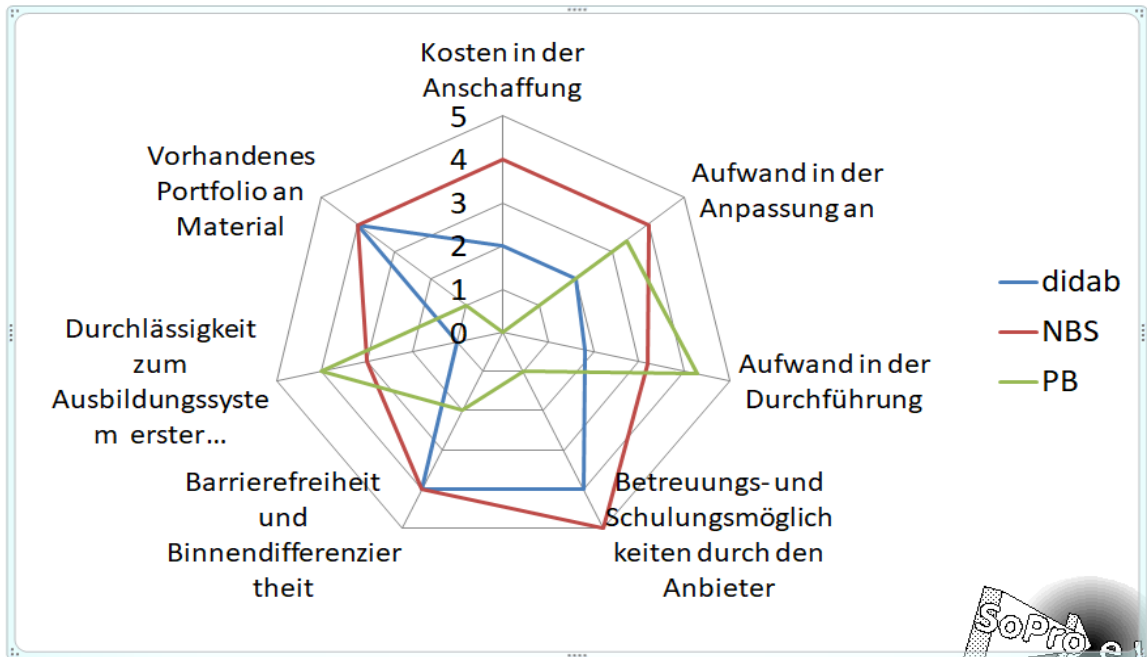 Kosten in der
Anschaffung
5
4
3
2
1
0
Aufwand in der
Anpassung an
Aufwand in der
Durchführung
Betreuungs- und
Schulungsmöglich
keiten durch den
Anbieter
Barrierefreiheit
und
Binnendifferenzier
theit
Durchlässigkeit
zum
Ausbildungssyste
m erster...
Vorhandenes
Portfolio an
Material
didab
NBS
PB
SoPro